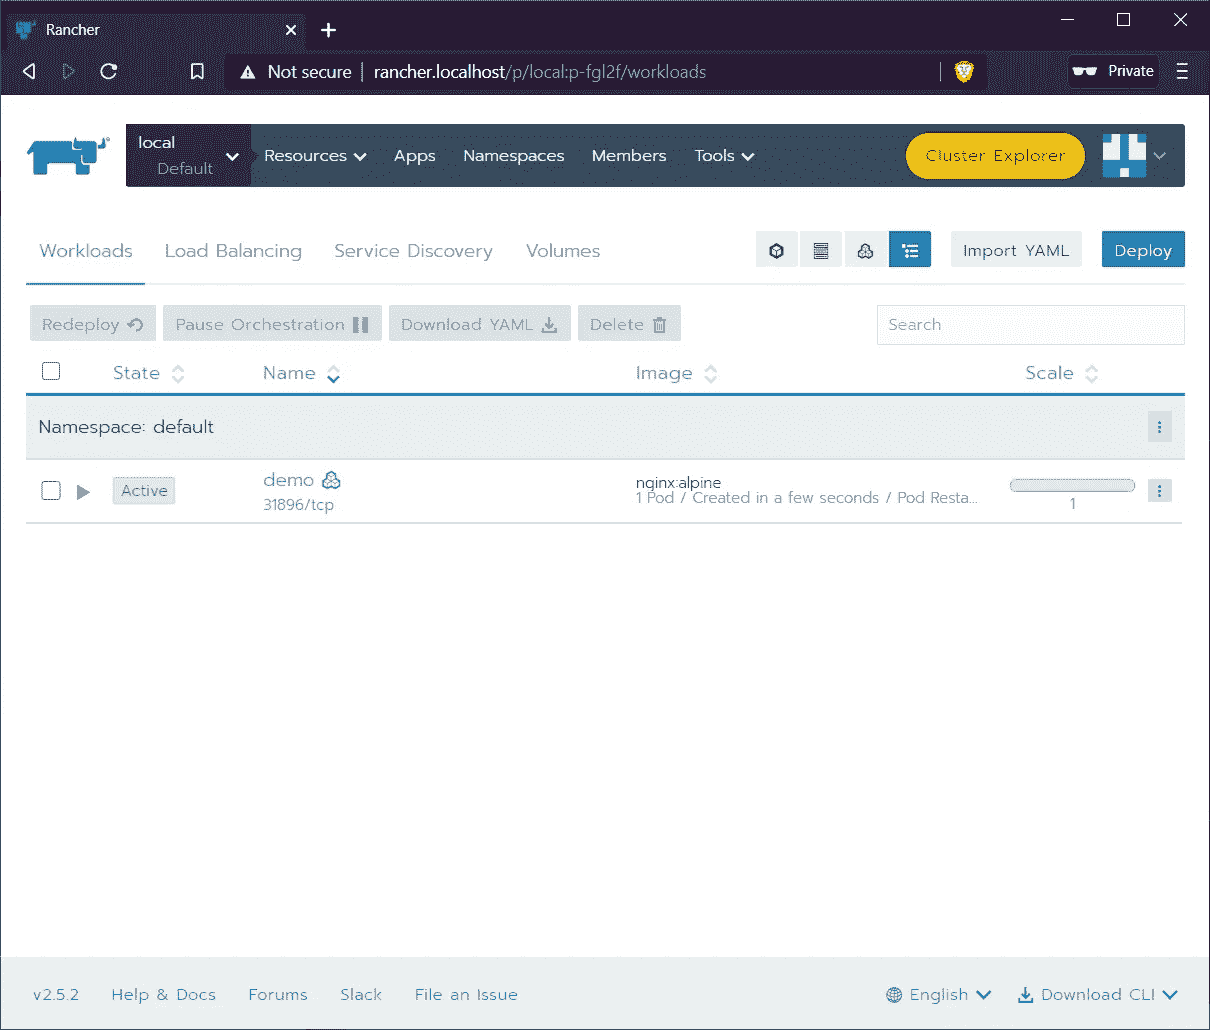 Rancher
Not secure | rancher.localhost/p/local:p-fgl2f/workloads
Private
local
Default
Resources Apps Namespaces Members Tools Cluster Explorer
Workloads Load Balancing Service Discovery Volumes Import YAML Deploy
Redeploy Pause Orchestration Download YAML Delete Search
State Name Image Scale
Namespace: default
Active demo nginx:alpine
31896/tcp 1 Pod / Created in a few seconds / Pod Resta... 1
v2.5.2 Help & Docs Forums Slack File an Issue English Download CLI